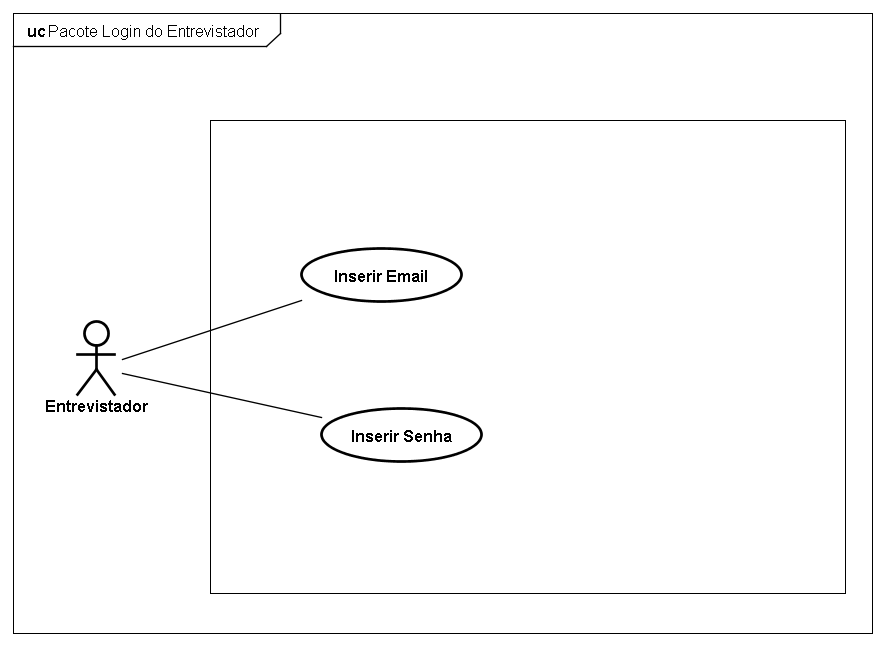 uc Pacote Login do Entrevistador
Inserir Email
Entrevistador
Inserir Senha